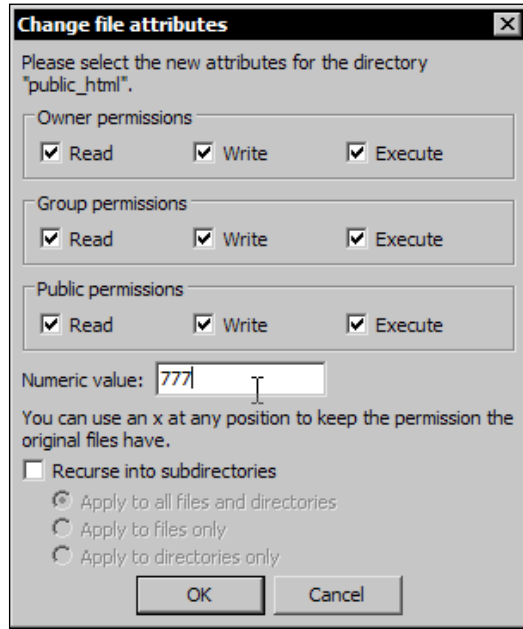 Change file attributes
Please select the new attributes for the directory
"public_html".
Owner permissions
Read Write Execute
Group permissions
Read Write Execute
Public permissions
Read Write Execute
Numeric value: 777
You can use an x at any position to keep the permission the
original files have.
Recurse into subdirectories
Apply to all files and directories
Apply to files only
Apply to directories only
OK Cancel